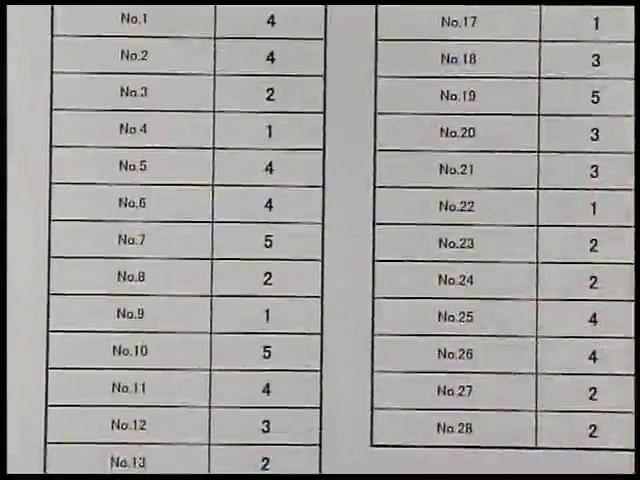 No.1 4
No.2 4
No.3 2
No.4 1
No.5 4
No.6 4
No.7 5
No.8 2
No.9 1
No.10 5
No.11 4
No.12 3
No.13 2
No.17 1
No.18 3
No.19 5
No.20 3
No.21 3
No.22 1
No.23 2
No.24 2
No.25 4
No.26 4
No.27 2
No.28 2